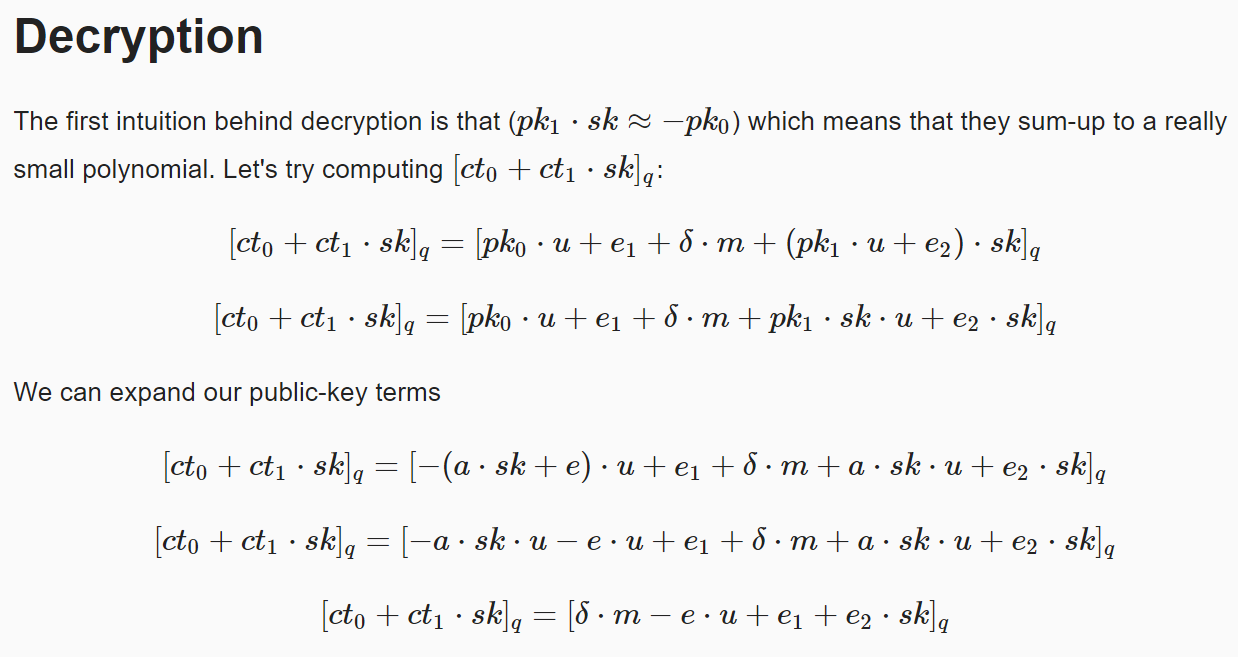 Decryption
The first intuition behind decryption is that (pk₁ · sk ≈ −pk₀) which means that they sum-up to a really
small polynomial. Let's try computing [ct₀ + ct₁ · sk]_q:
[ct₀ + ct₁ · sk]_q = [pk₀ · u + e₁ + δ · m + (pk₁ · u + e₂) · sk]_q
[ct₀ + ct₁ · sk]_q = [pk₀ · u + e₁ + δ · m + pk₁ · sk · u + e₂ · sk]_q
We can expand our public-key terms
[ct₀ + ct₁ · sk]_q = [−(a · sk + e) · u + e₁ + δ · m + a · sk · u + e₂ · sk]_q
[ct₀ + ct₁ · sk]_q = [−a · sk · u − e · u + e₁ + δ · m + a · sk · u + e₂ · sk]_q
[ct₀ + ct₁ · sk]_q = [δ · m − e · u + e₁ + e₂ · sk]_q